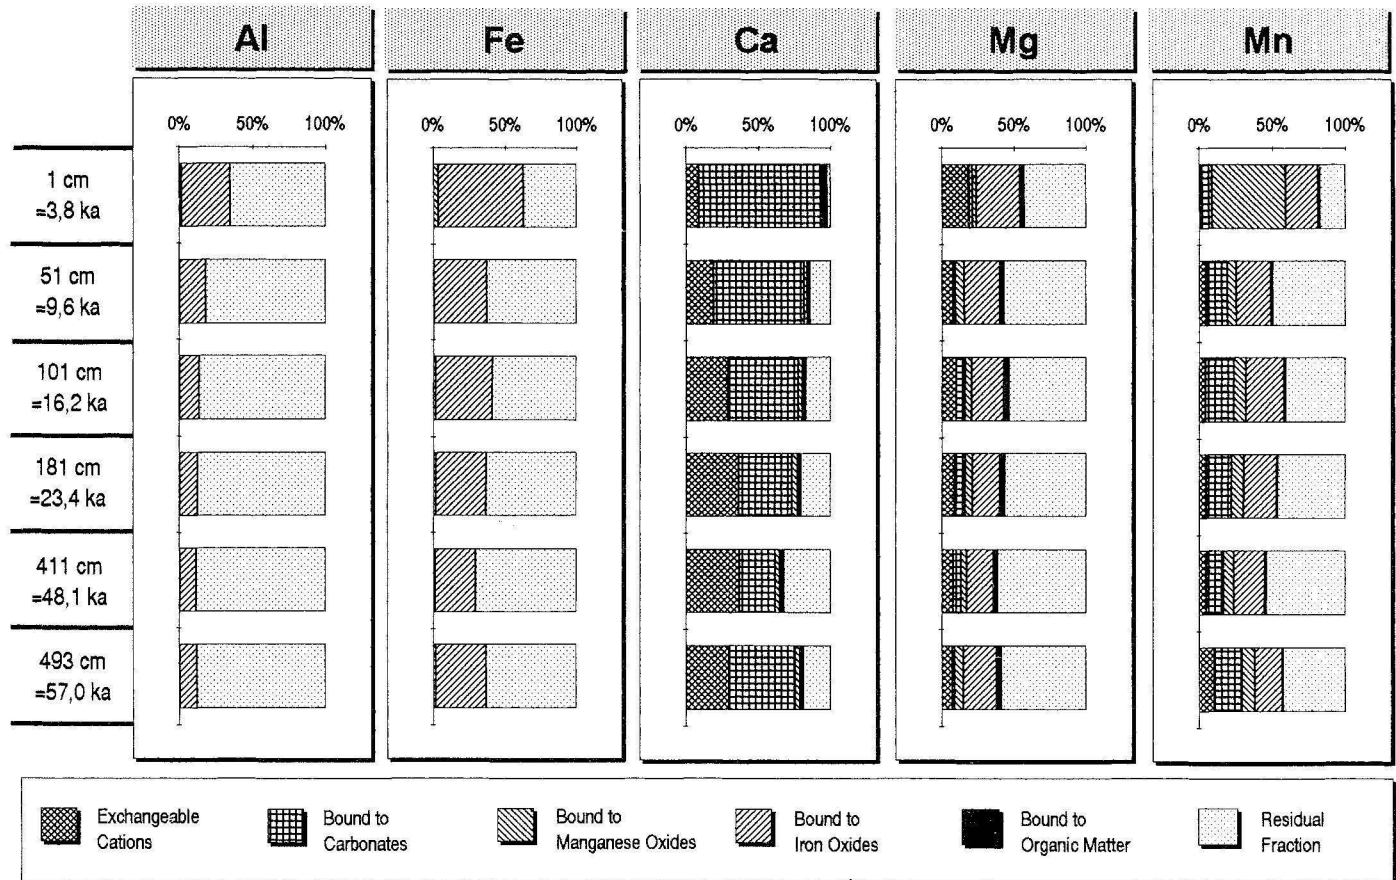 Al Fe Ca Mg Mn
0% 50% 100% 0% 50% 100% 0% 50% 100% 0% 50% 100% 0% 50% 100%
1 cm
=3,8 ka
51 cm
=9,6 ka
101 cm
=16,2 ka
181 cm
=23,4 ka
411 cm
=48,1 ka
493 cm
=57,0 ka
Exchangeable
Cations
Bound to
Carbonates
Bound to
Manganese Oxides
Bound to
Iron Oxides
Bound to
Organic Matter
Residual
Fraction